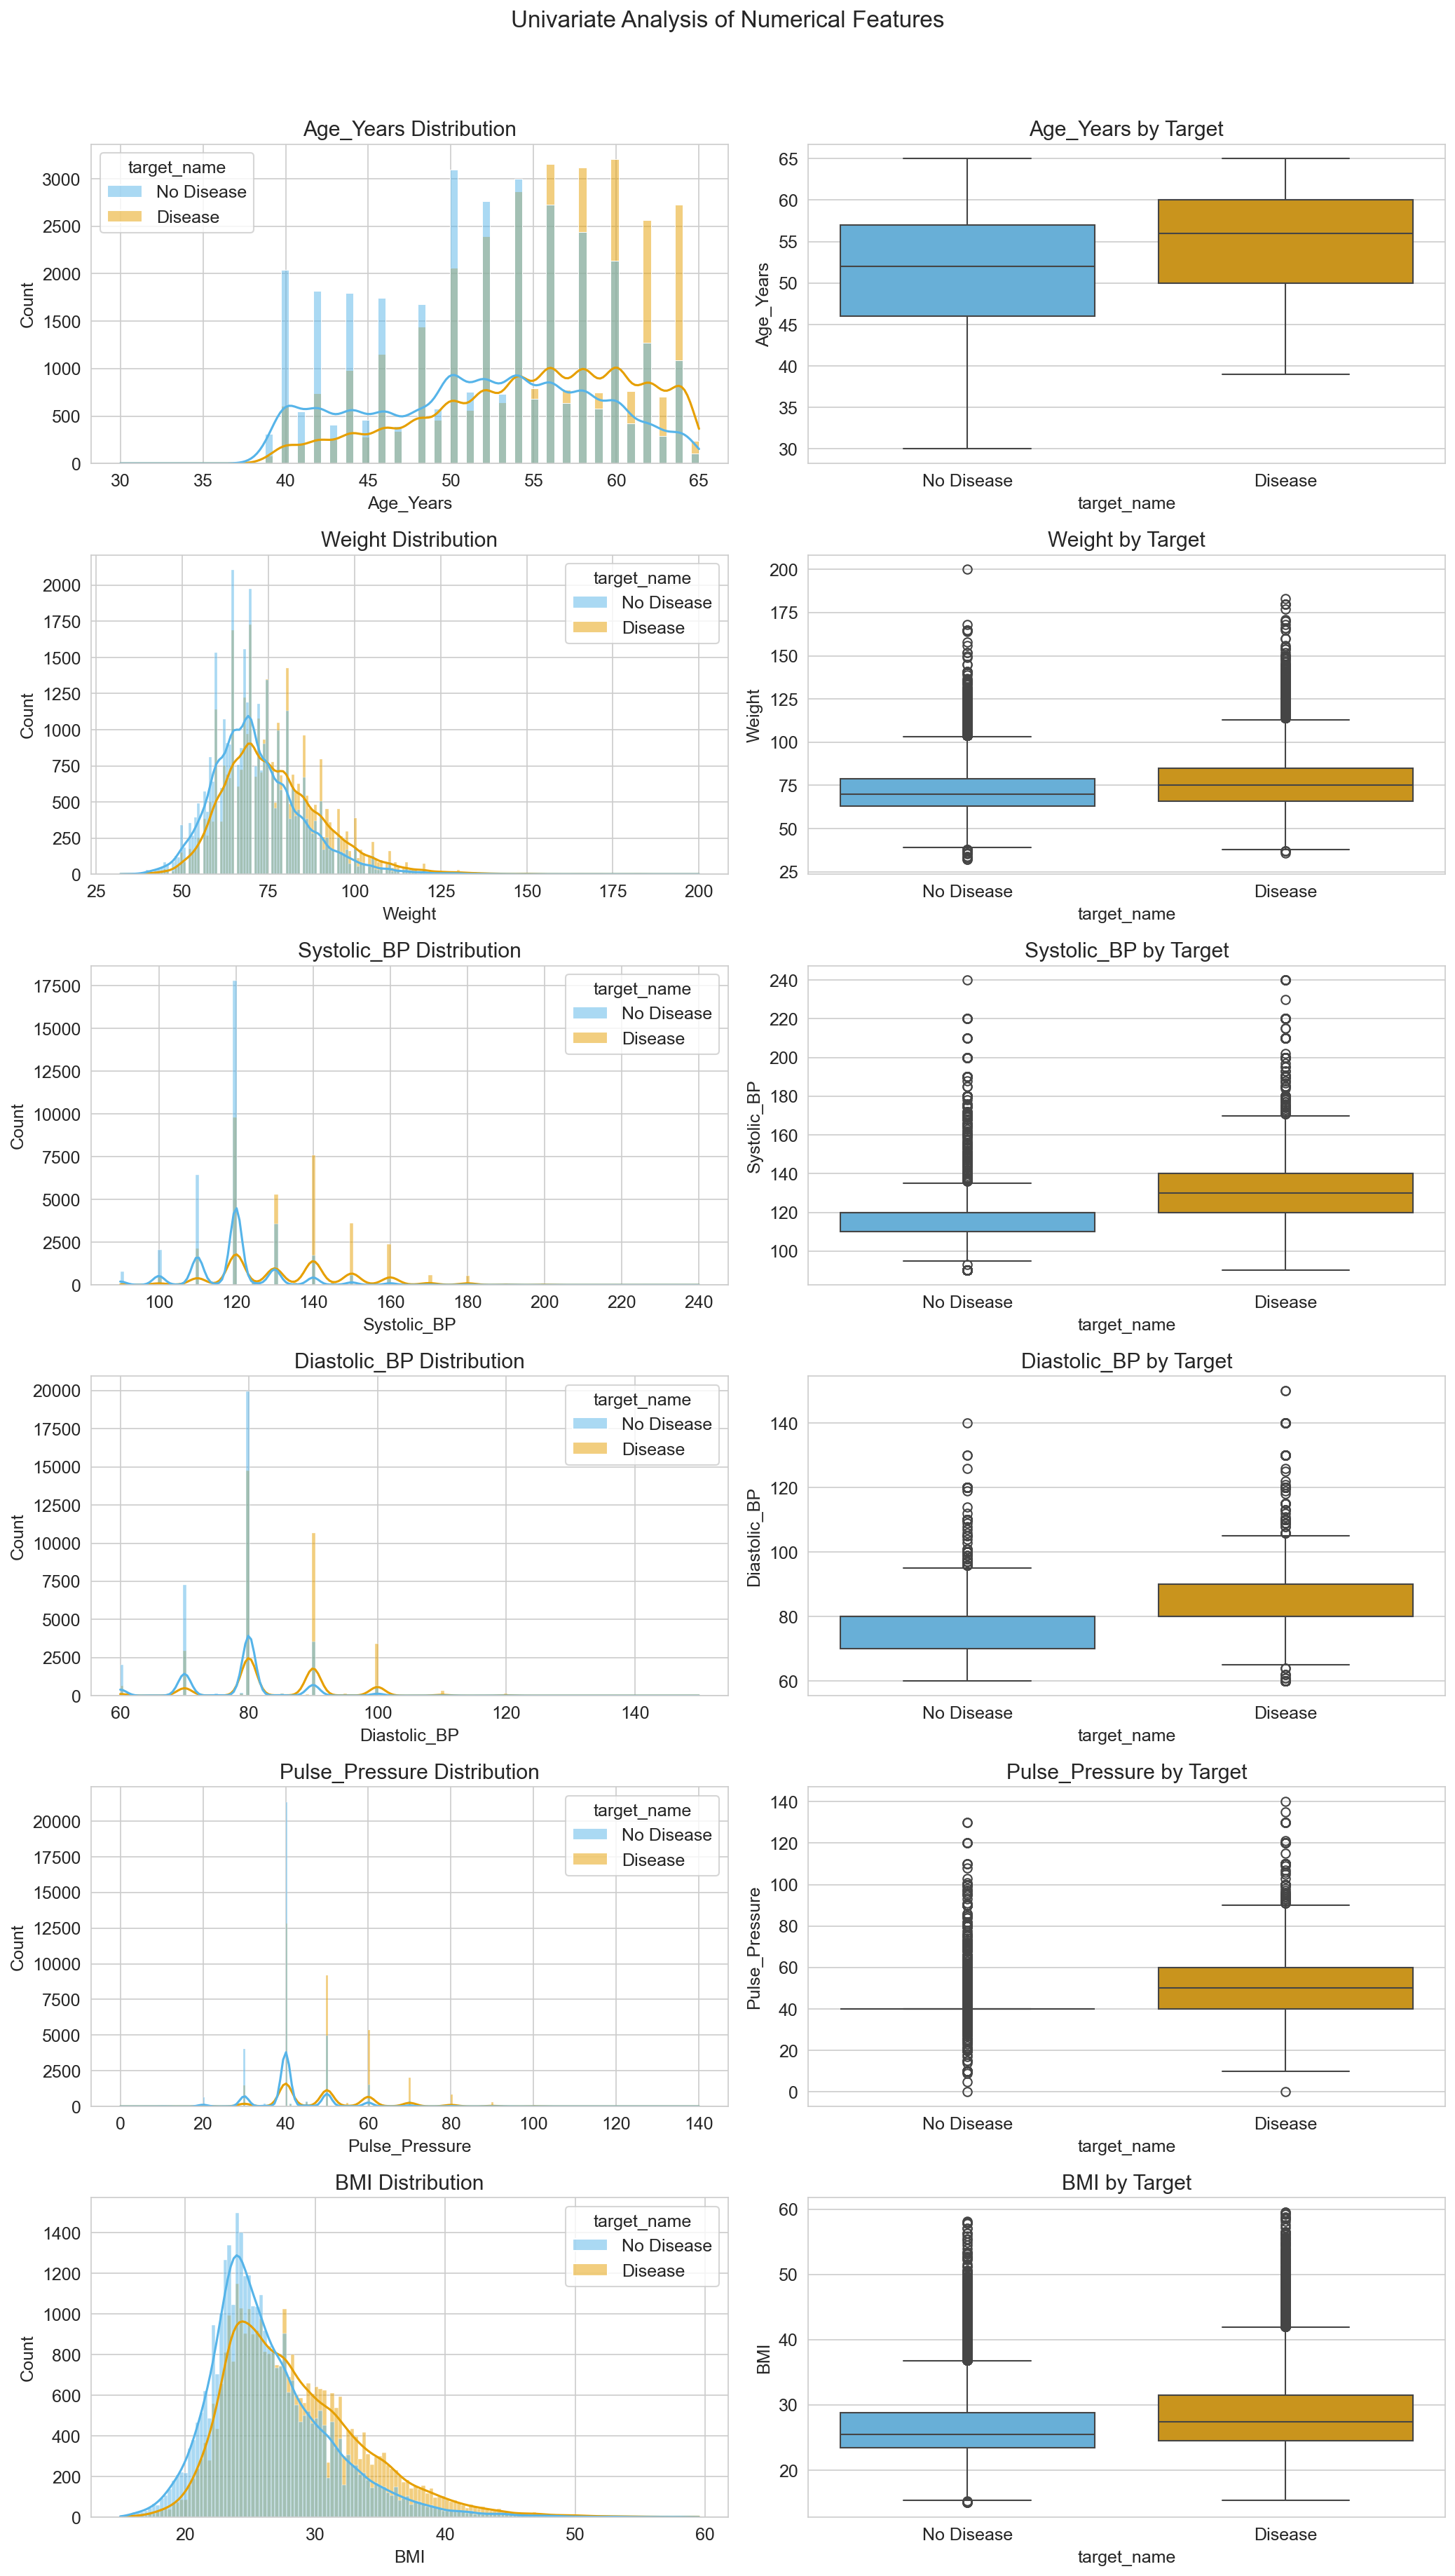 Univariate Analysis of Numerical Features
Age_Years Distribution
target_name
No Disease
Disease
3000
2500
2000
1500
1000
500
0
Count
30 35 40 45 50 55 60 65
Age_Years
Age_Years by Target
65
60
55
50
45
40
35
30
Age_Years
No Disease Disease
target_name
Weight Distribution
target_name
No Disease
Disease
2000
1750
1500
1250
1000
750
500
250
0
Count
25 50 75 100 125 150 175 200
Weight
Weight by Target
200
175
150
125
100
75
50
25
Weight
No Disease Disease
target_name
Systolic_BP Distribution
target_name
No Disease
Disease
17500
15000
12500
10000
7500
5000
2500
0
Count
100 120 140 160 180 200 220 240
Systolic_BP
Systolic_BP by Target
240
220
200
180
160
140
120
100
Systolic_BP
No Disease Disease
target_name
Diastolic_BP Distribution
target_name
No Disease
Disease
20000
17500
15000
12500
10000
7500
5000
2500
0
Count
60 80 100 120 140
Diastolic_BP
Diastolic_BP by Target
140
120
100
80
60
Diastolic_BP
No Disease Disease
target_name
Pulse_Pressure Distribution
target_name
No Disease
Disease
20000
17500
15000
12500
10000
7500
5000
2500
0
Count
0 20 40 60 80 100 120 140
Pulse_Pressure
Pulse_Pressure by Target
140
120
100
80
60
40
20
0
Pulse_Pressure
No Disease Disease
target_name
BMI Distribution
target_name
No Disease
Disease
1400
1200
1000
800
600
400
200
0
Count
20 30 40 50 60
BMI
BMI by Target
60
50
40
30
20
BMI
No Disease Disease
target_name